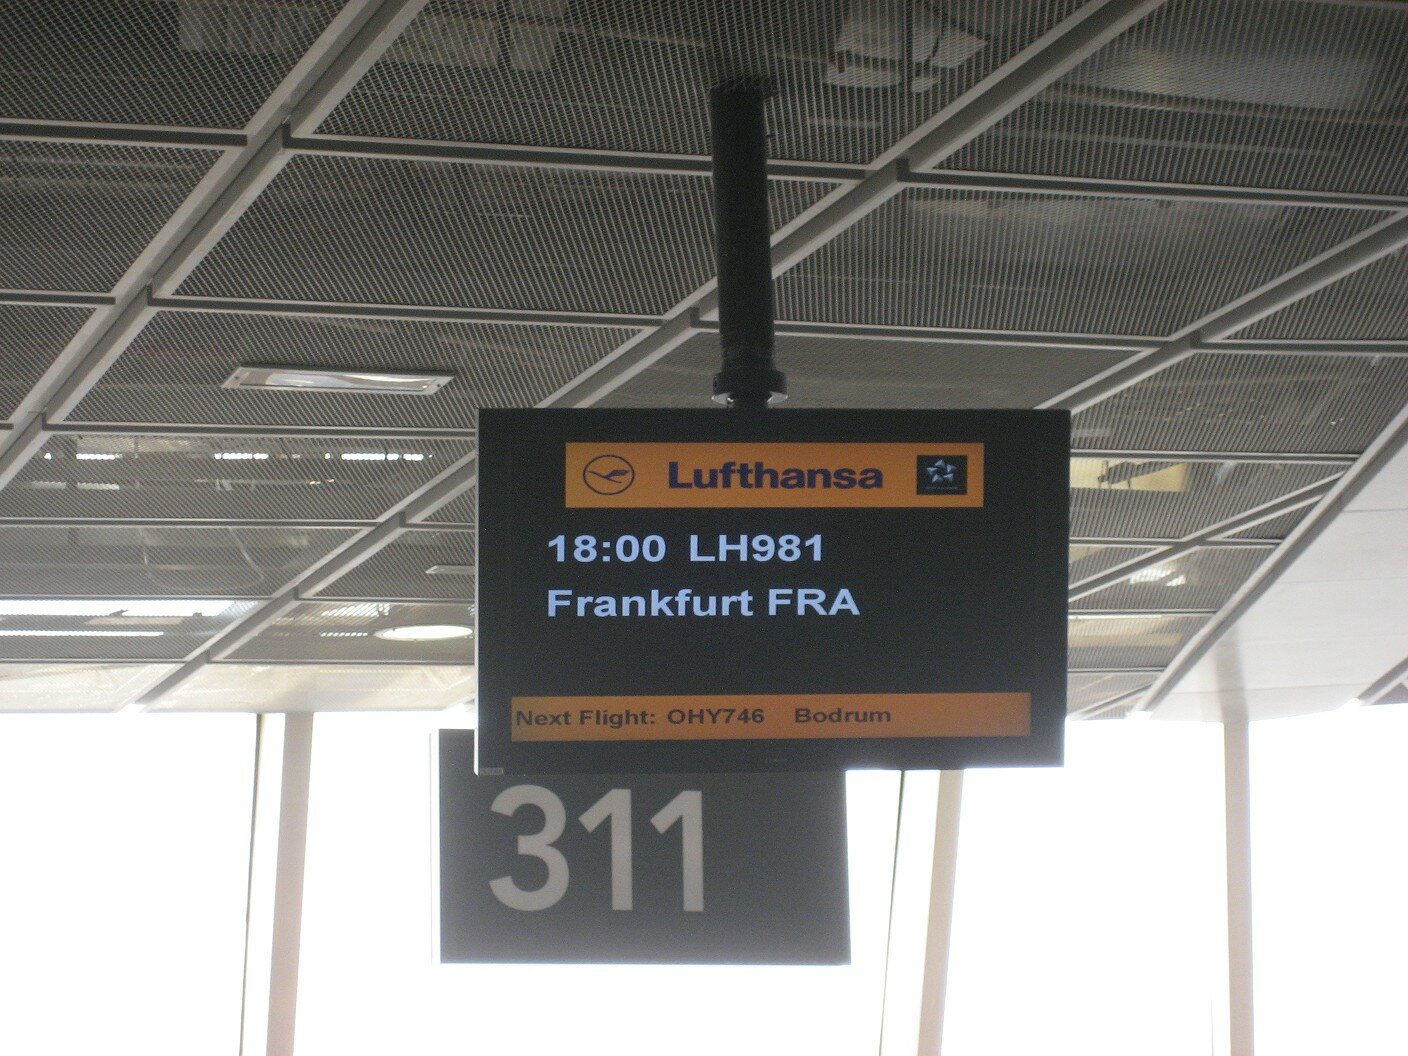 Lufthansa
18:00 LH981
Frankfurt FRA
Next Flight: OHY746 Bodrum
311